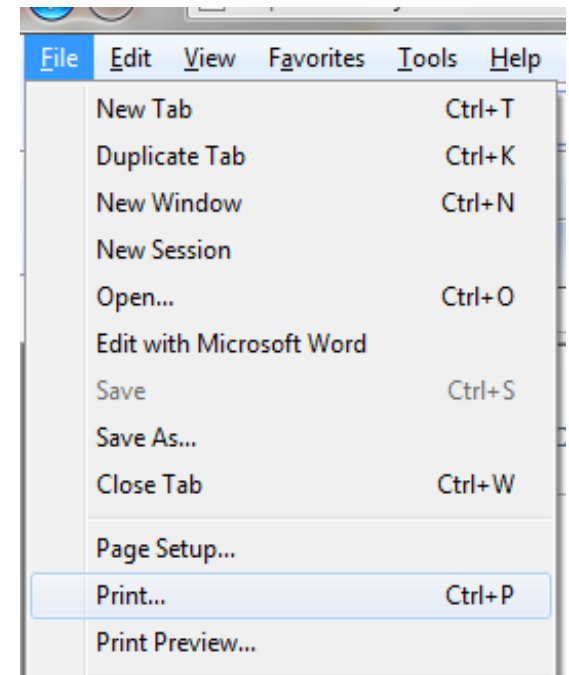 File Edit View Favorites Tools Help
New Tab Ctrl+T
Duplicate Tab Ctrl+K
New Window Ctrl+N
New Session
Open... Ctrl+O
Edit with Microsoft Word
Save Ctrl+S
Save As...
Close Tab Ctrl+W
Page Setup...
Print... Ctrl+P
Print Preview...